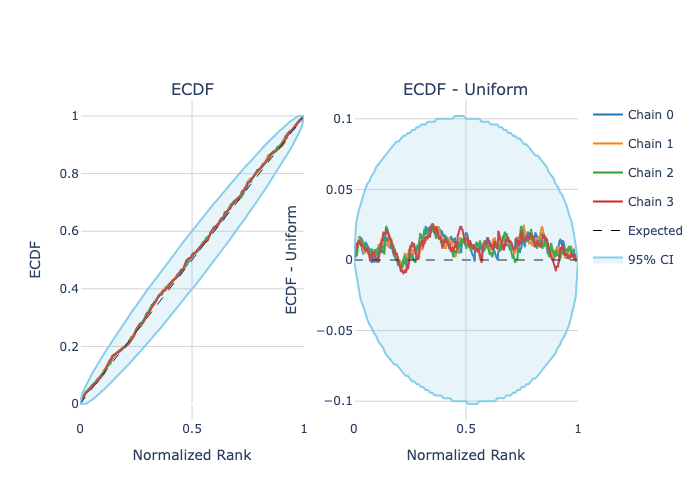 ECDF
ECDF - Uniform
ECDF
0
0.2
0.4
0.6
0.8
1
0
0.5
1
Normalized Rank
ECDF - Uniform
−0.1
−0.05
0
0.05
0.1
0
0.5
1
Normalized Rank
Chain 0
Chain 1
Chain 2
Chain 3
Expected
95% CI